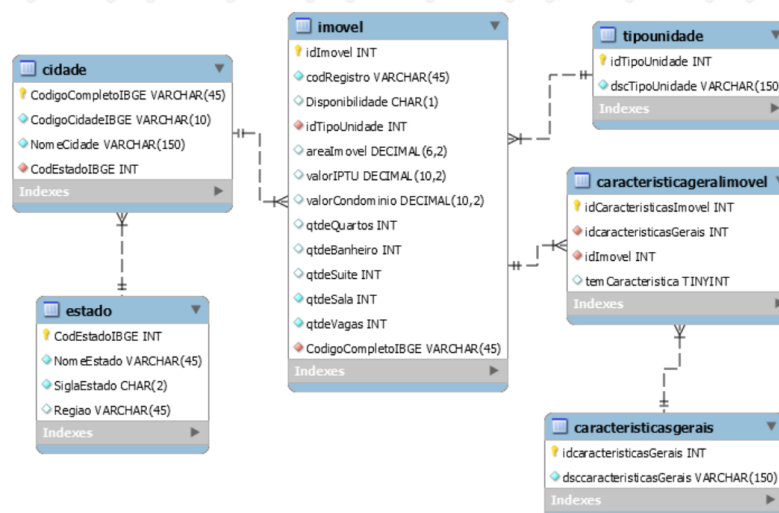 cidade
CodigoCompletoIBGE VARCHAR(45)
CodigoCidadeIBGE VARCHAR(10)
NomeCidade VARCHAR(150)
CodEstadoIBGE INT
Indexes
estado
CodEstadoIBGE INT
NomeEstado VARCHAR(45)
SiglaEstado CHAR(2)
Regiao VARCHAR(45)
Indexes
imovel
idImovel INT
codRegistro VARCHAR(45)
Disponibilidade CHAR(1)
idTipoUnidade INT
areaImovel DECIMAL(6,2)
valorIPTU DECIMAL(10,2)
valorCondominio DECIMAL(10,2)
qtdeQuartos INT
qtdeBanheiro INT
qtdeSuite INT
qtdeSala INT
qtdeVagas INT
CodigoCompletoIBGE VARCHAR(45)
Indexes
tipounidade
idTipoUnidade INT
dscTipoUnidade VARCHAR(150
Indexes
caracteristicageralimovel
idCaracteristicasImovel INT
idcaracteristicasGerais INT
idImovel INT
temCaracteristica TINYINT
Indexes
caracteristicasgerais
idcaracteristicasGerais INT
dsccaracteristicasGerais VARCHAR(150)
Indexes